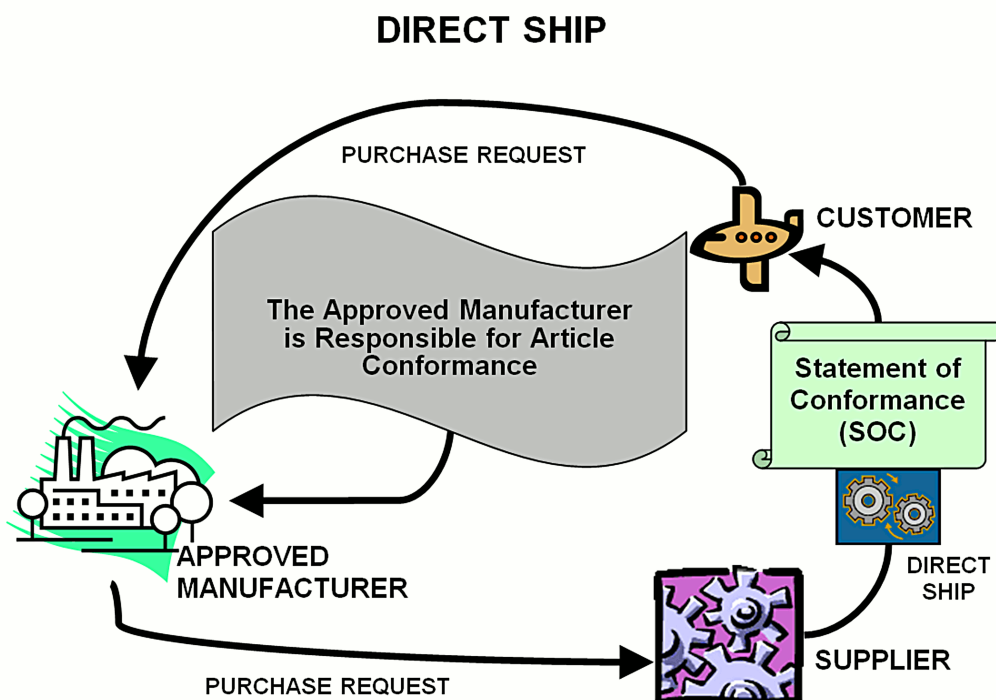 DIRECT SHIP
PURCHASE REQUEST
CUSTOMER
The Approved Manufacturer
is Responsible for Article
Conformance
Statement of
Conformance
(SOC)
APPROVED
MANUFACTURER
DIRECT
SHIP
SUPPLIER
PURCHASE REQUEST